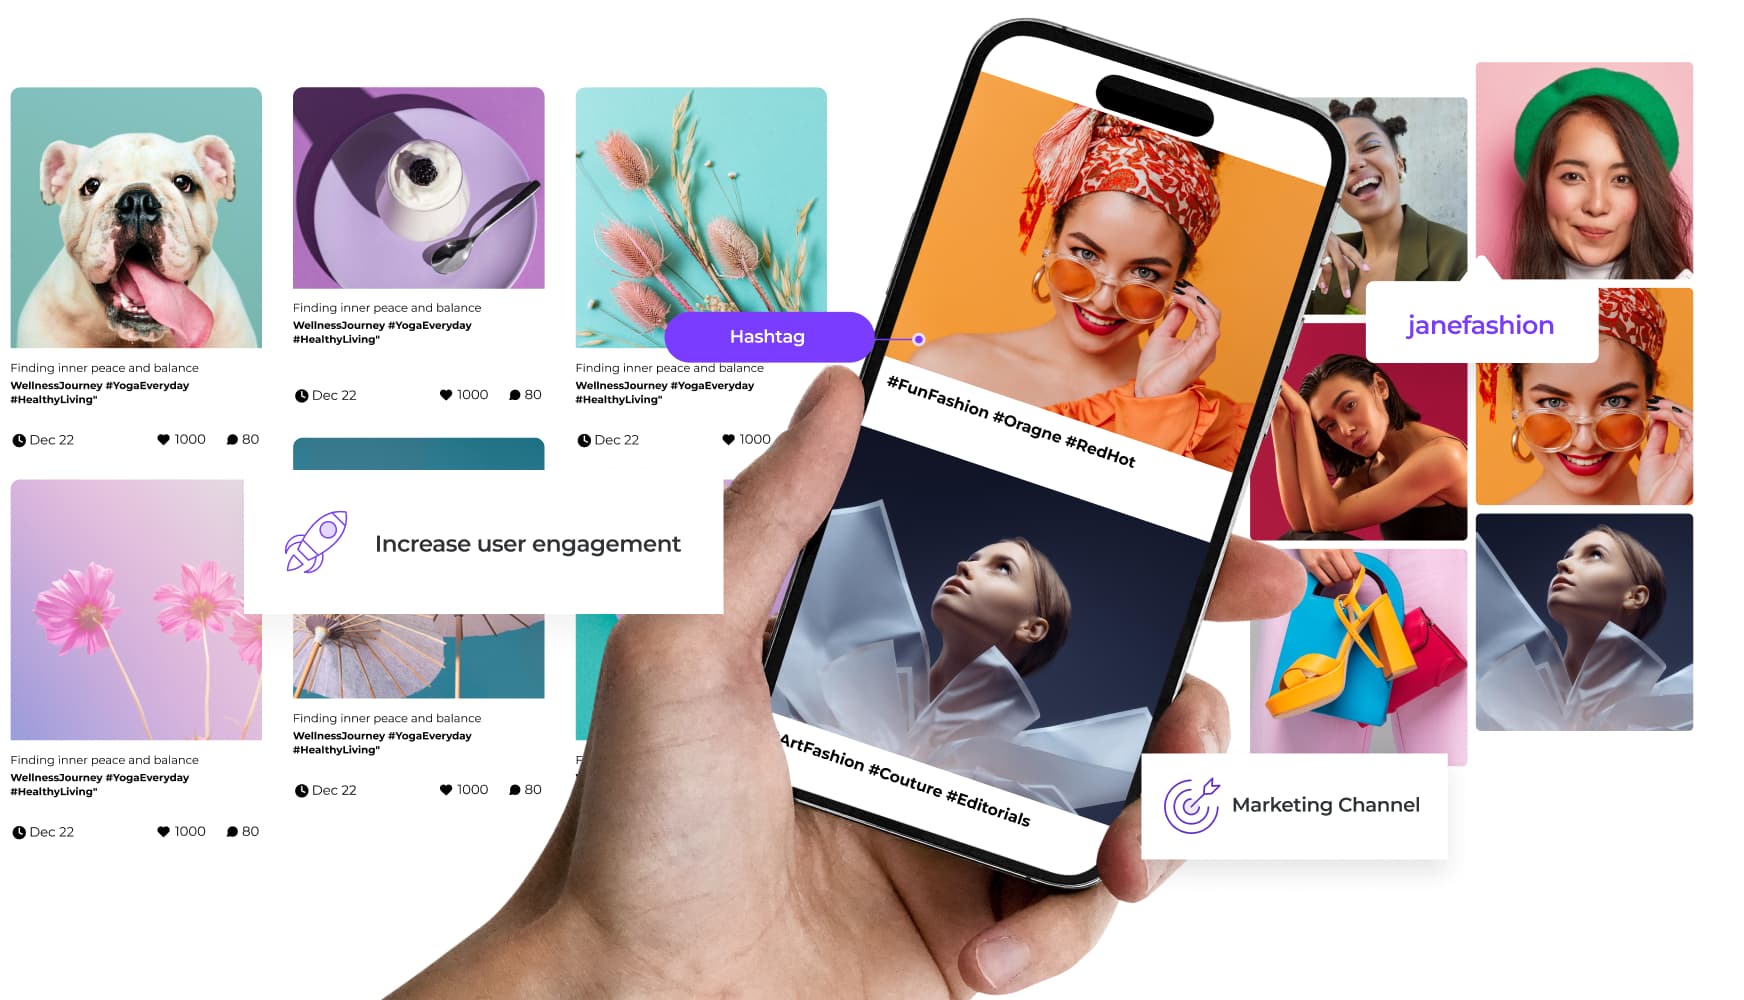 Finding inner peace and balance
WellnessJourney #YogaEveryday
#HealthyLiving"
Dec 22
1000
80
Finding inner peace and balance
WellnessJourney #YogaEveryday
#HealthyLiving"
Dec 22
1000
80
Finding inner peace and balance
WellnessJourney #YogaEveryday
#HealthyLiving"
Dec 22
1000
Hashtag
#FunFashion #Oragne #RedHot
janefashion
Increase user engagement
Finding inner peace and balance
WellnessJourney #YogaEveryday
#HealthyLiving"
Dec 22
1000
80
Finding inner peace and balance
WellnessJourney #YogaEveryday
#HealthyLiving"
Dec 22
1000
80
ArtFashion #Couture #Editorials
Marketing Channel